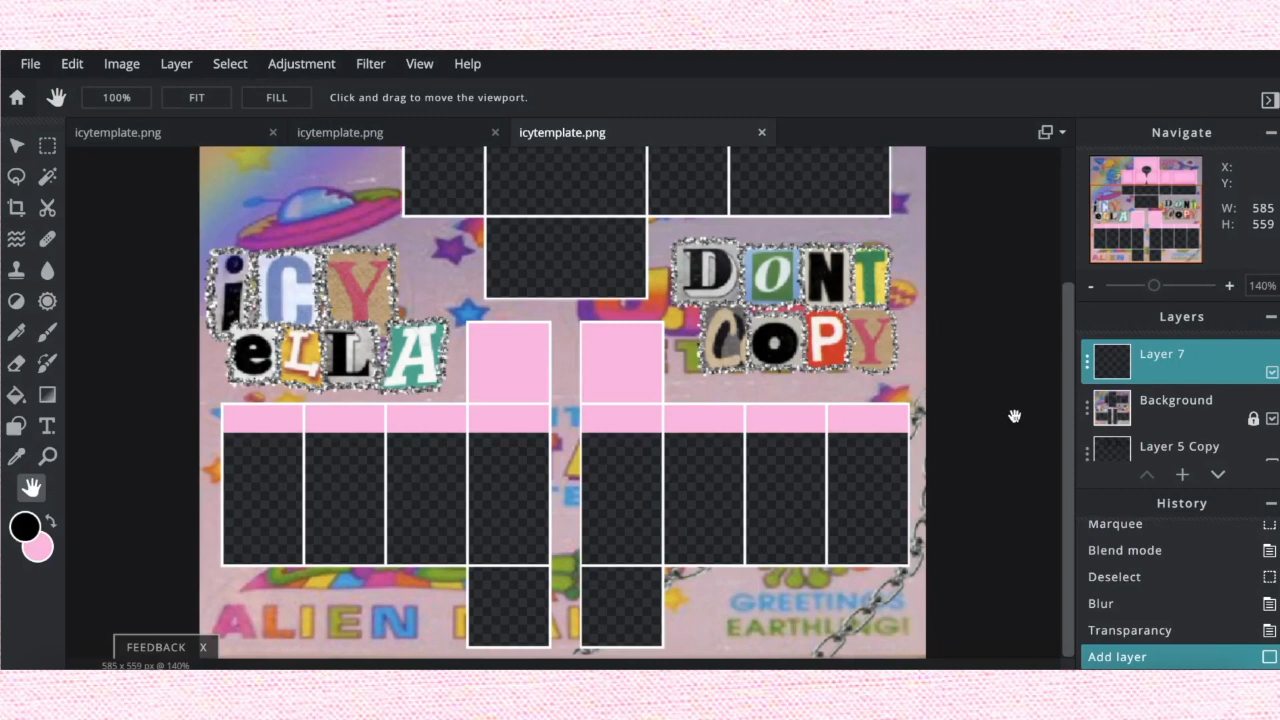 File Edit Image Layer Select Adjustment Filter View Help
100% FIT FILL Click and drag to move the viewport.
icytemplate.png icytemplate.png icytemplate.png
Navigate
X:
Y:
W: 585
H: 559
- + 140%
iCY
eLLA
DONT
COPY
Layers
Layer 7
Background
Layer 5 Copy
History
Marquee
Blend mode
Deselect
Blur
Transparancy
Add layer
ALIEN
GREETINGS
EARTHLING!
FEEDBACK X
585 x 559 px @ 140%